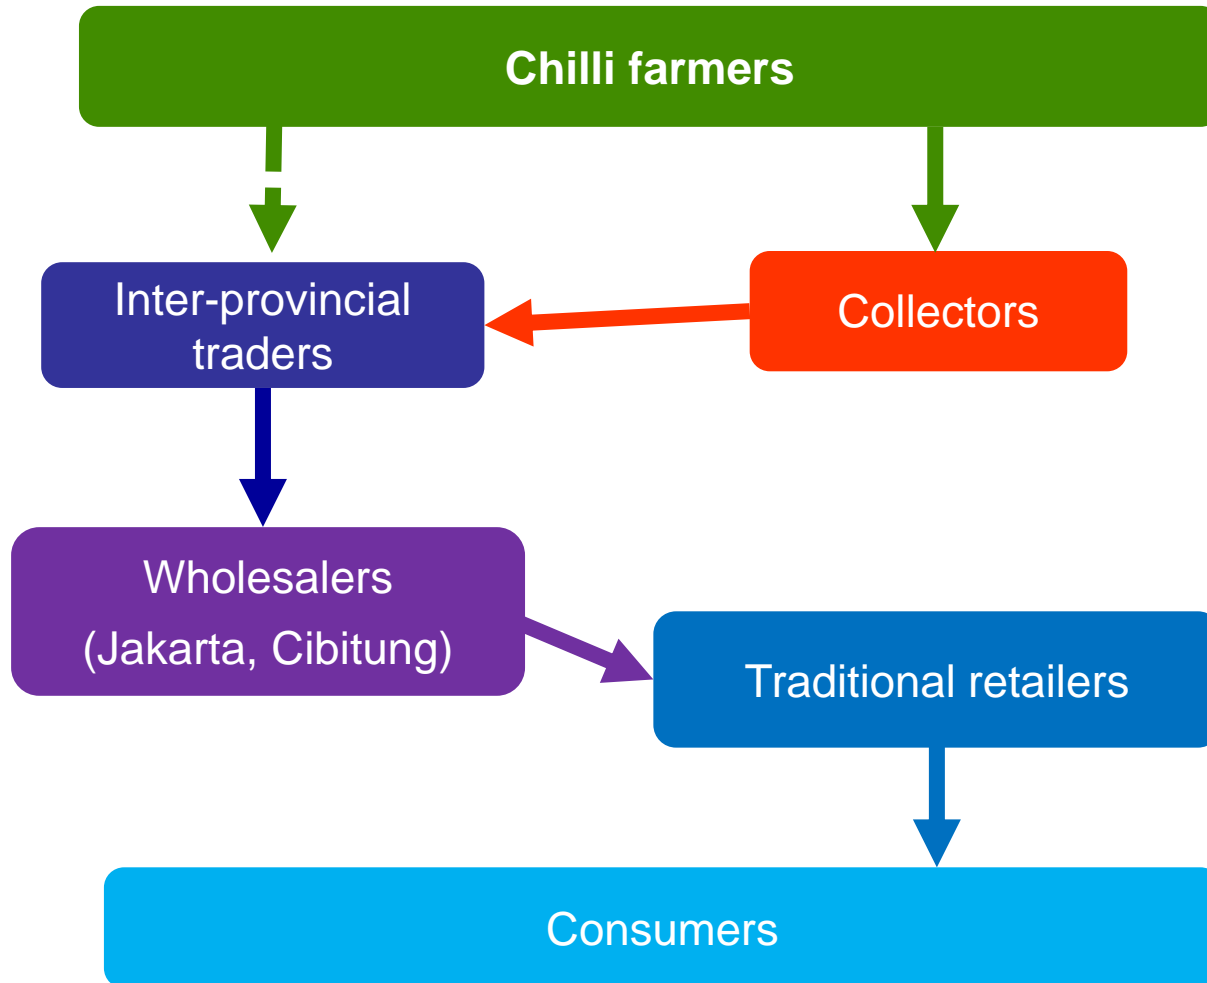 Chilli farmers
Inter-provincial
traders
Collectors
Wholesalers
(Jakarta, Cibitung)
Traditional retailers
Consumers